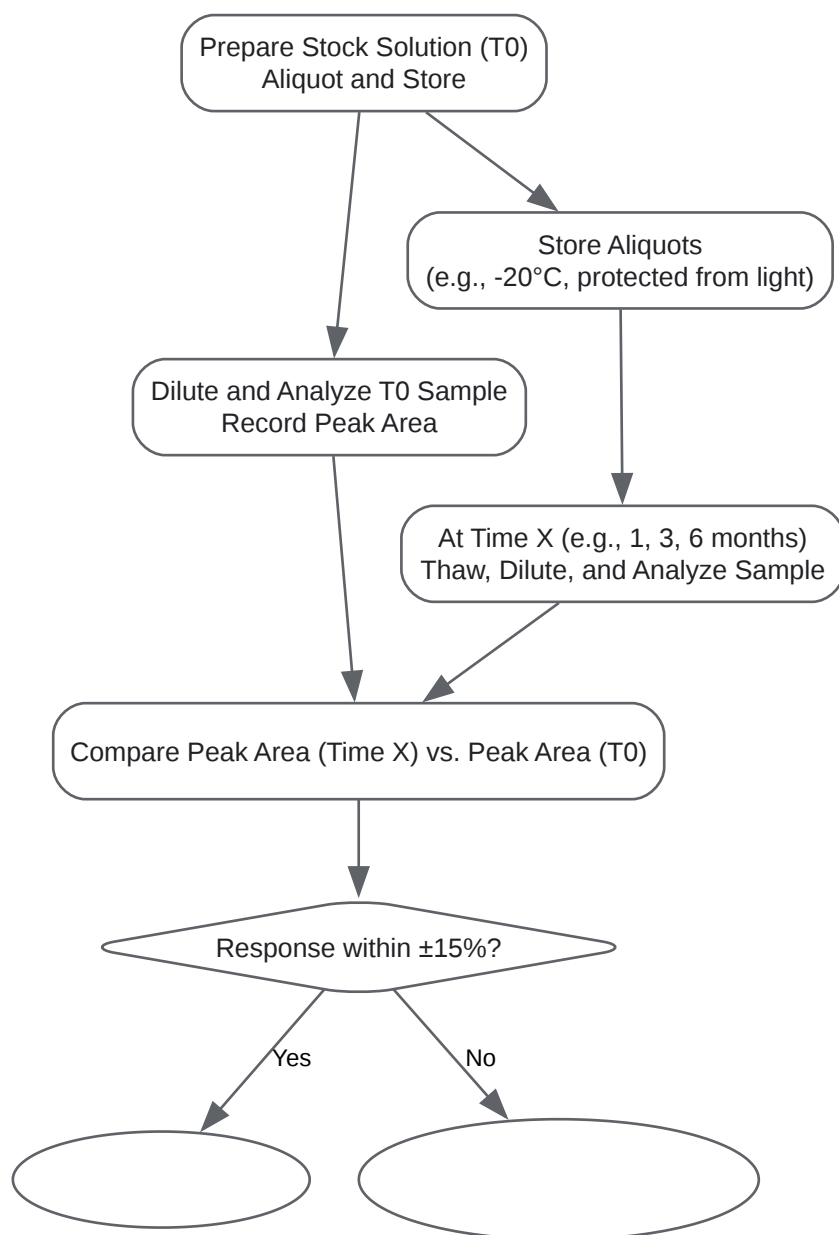 Prepare Stock Solution (T0)
Aliquot and Store
Store Aliquots
(e.g., -20°C, protected from light)
Dilute and Analyze T0 Sample
Record Peak Area
At Time X (e.g., 1, 3, 6 months)
Thaw, Dilute, and Analyze Sample
Compare Peak Area (Time X) vs. Peak Area (T0)
Response within ±15%?
Yes
No